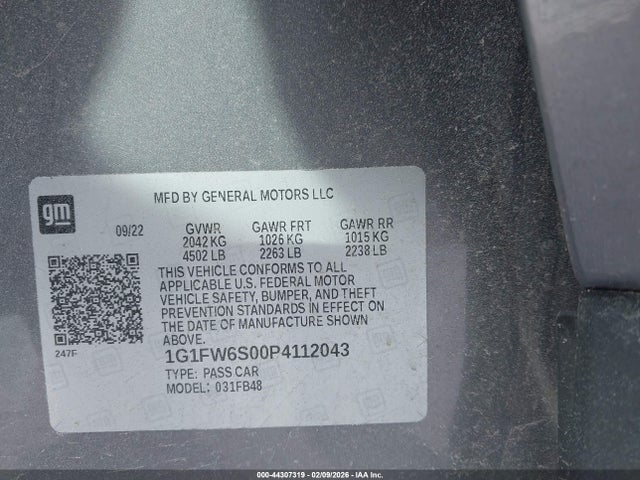 MFD BY GENERAL MOTORS LLC
gm
09/22
GVWR GAWR FRT GAWR RR
2042 KG 1026 KG 1015 KG
4502 LB 2263 LB 2238 LB
THIS VEHICLE CONFORMS TO ALL
APPLICABLE U.S. FEDERAL MOTOR
VEHICLE SAFETY, BUMPER, AND THEFT
PREVENTION STANDARDS IN EFFECT ON
THE DATE OF MANUFACTURE SHOWN
ABOVE.
247F
1G1FW6S00P4112043
TYPE: PASS CAR
MODEL: 031FB48
000-44307319 - 02/09/2026 - IAA Inc.